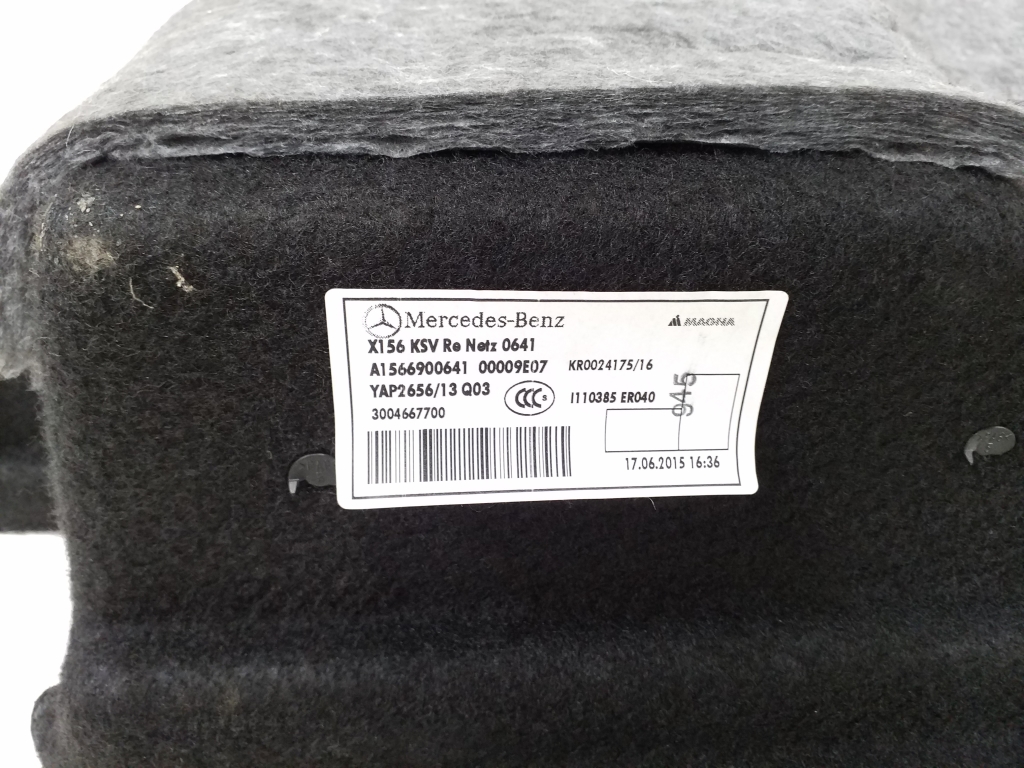 Mercedes-Benz
MAGNA
X156 KSV Re Netz 0641
A1566900641 00009E07 KR0024175/16
YAP2656/13 Q03 CCC S I110385 ER040
945
3004667700
17.06.2015 16:36